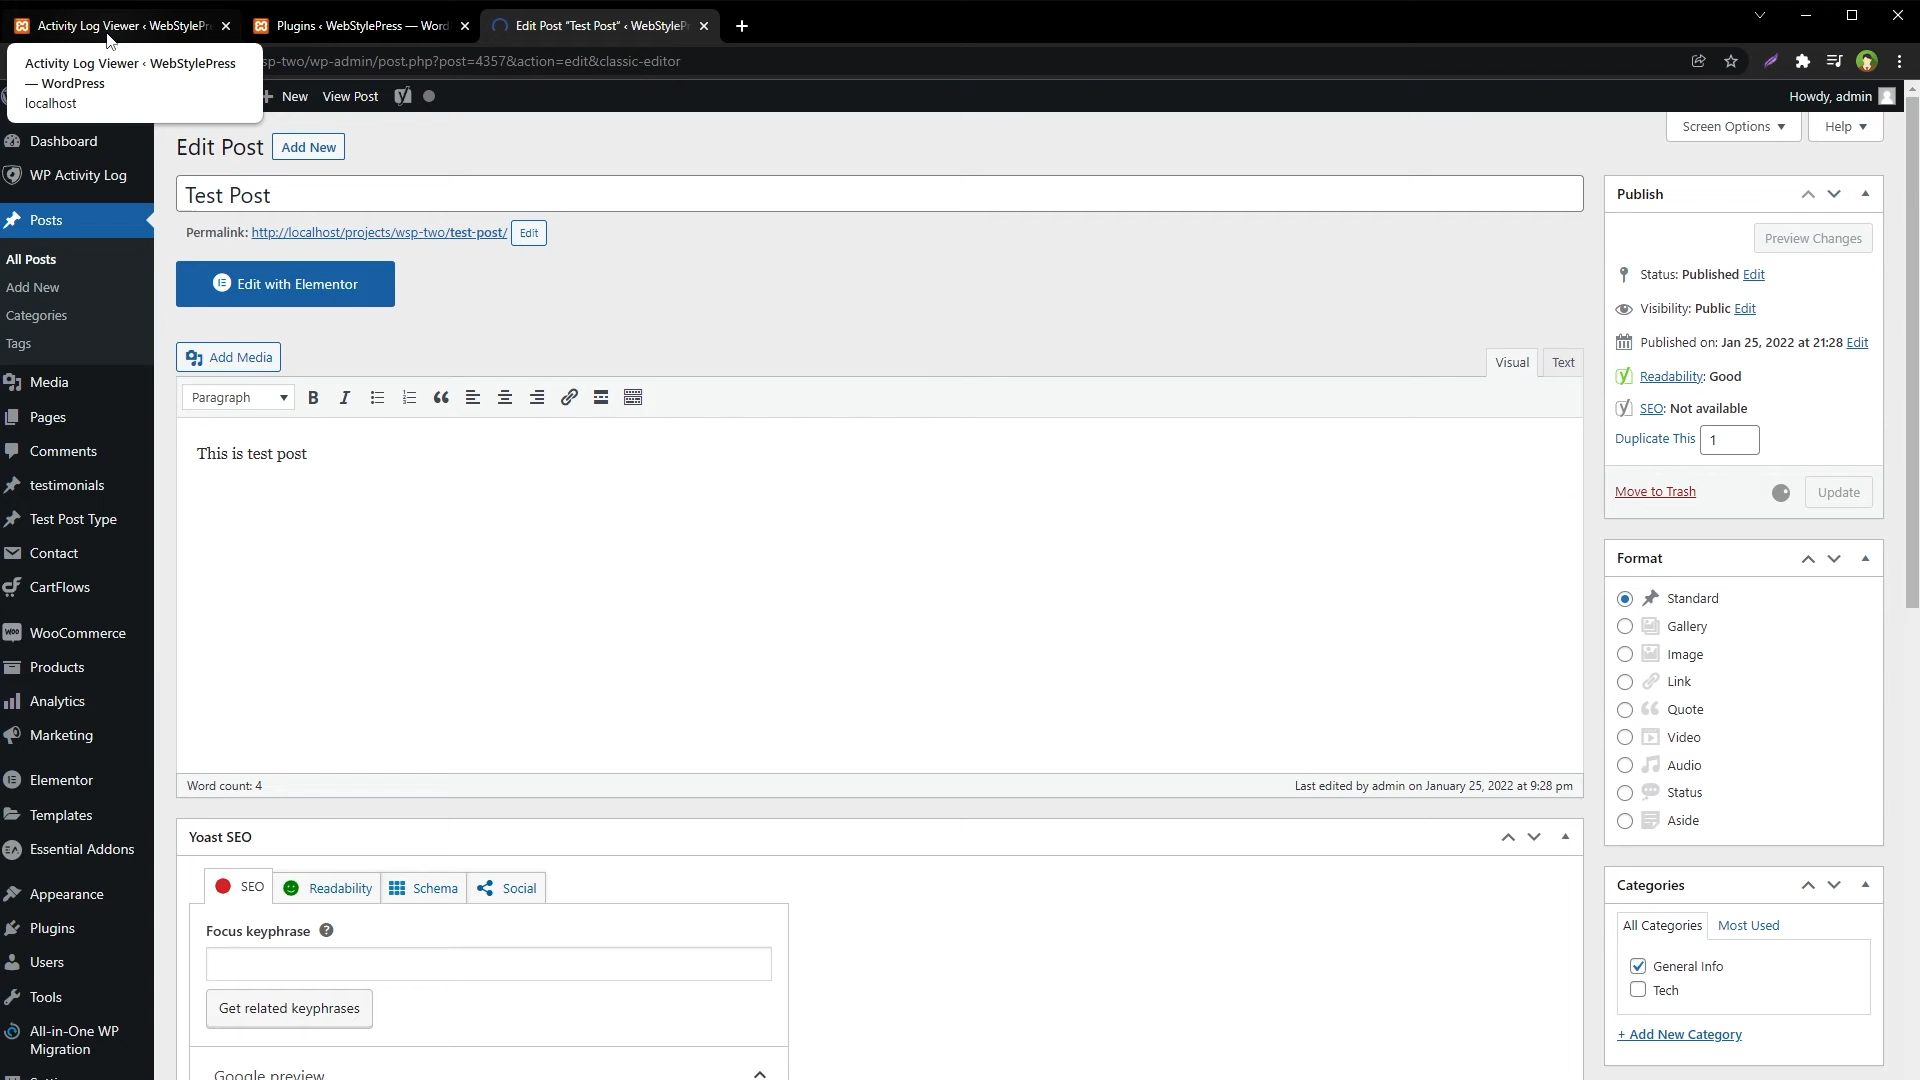 Activity Log Viewer ‹ WebStylePr
Plugins ‹ WebStylePress — Word
Edit Post "Test Post" ‹ WebStyleP
Activity Log Viewer ‹ WebStylePress
— WordPress
localhost
sp-two/wp-admin/post.php?post=4357&action=edit&classic-editor
New
View Post
Howdy, admin
Dashboard
WP Activity Log
Posts
All Posts
Add New
Categories
Tags
Media
Pages
Comments
testimonials
Test Post Type
Contact
CartFlows
WooCommerce
Products
Analytics
Marketing
Elementor
Templates
Essential Addons
Appearance
Plugins
Users
Tools
All-in-One WP
Migration
Screen Options
Help
Edit Post
Add New
Test Post
Permalink: http://localhost/projects/wsp-two/test-post/
Edit
Edit with Elementor
Add Media
Visual
Text
Paragraph
B I
This is test post
Word count: 4
Last edited by admin on January 25, 2022 at 9:28 pm
Yoast SEO
SEO
Readability
Schema
Social
Focus keyphrase
Get related keyphrases
Google preview
Publish
Preview Changes
Status: Published Edit
Visibility: Public Edit
Published on: Jan 25, 2022 at 21:28 Edit
Readability: Good
SEO: Not available
Duplicate This 1
Move to Trash
Update
Format
Standard
Gallery
Image
Link
Quote
Video
Audio
Status
Aside
Categories
All Categories
Most Used
General Info
Tech
+ Add New Category